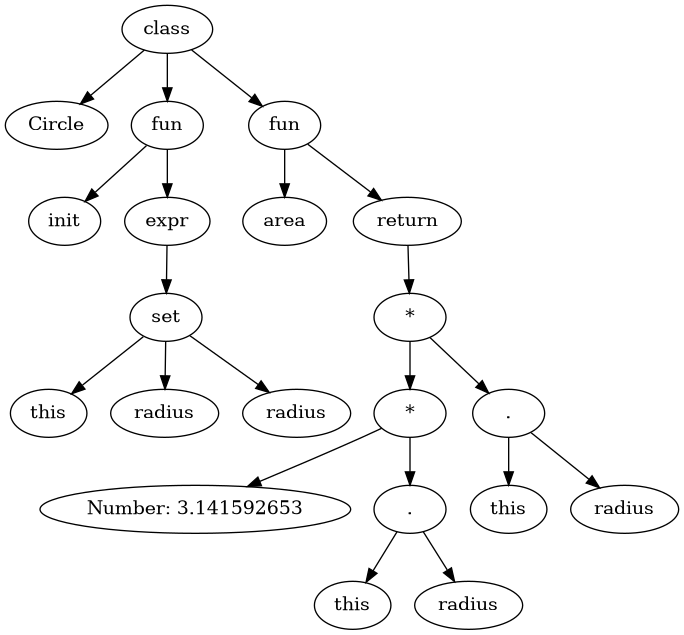 class
Circle
fun
fun
init
expr
area
return
set
*
this
radius
radius
*
.
Number: 3.141592653
.
this
radius
this
radius